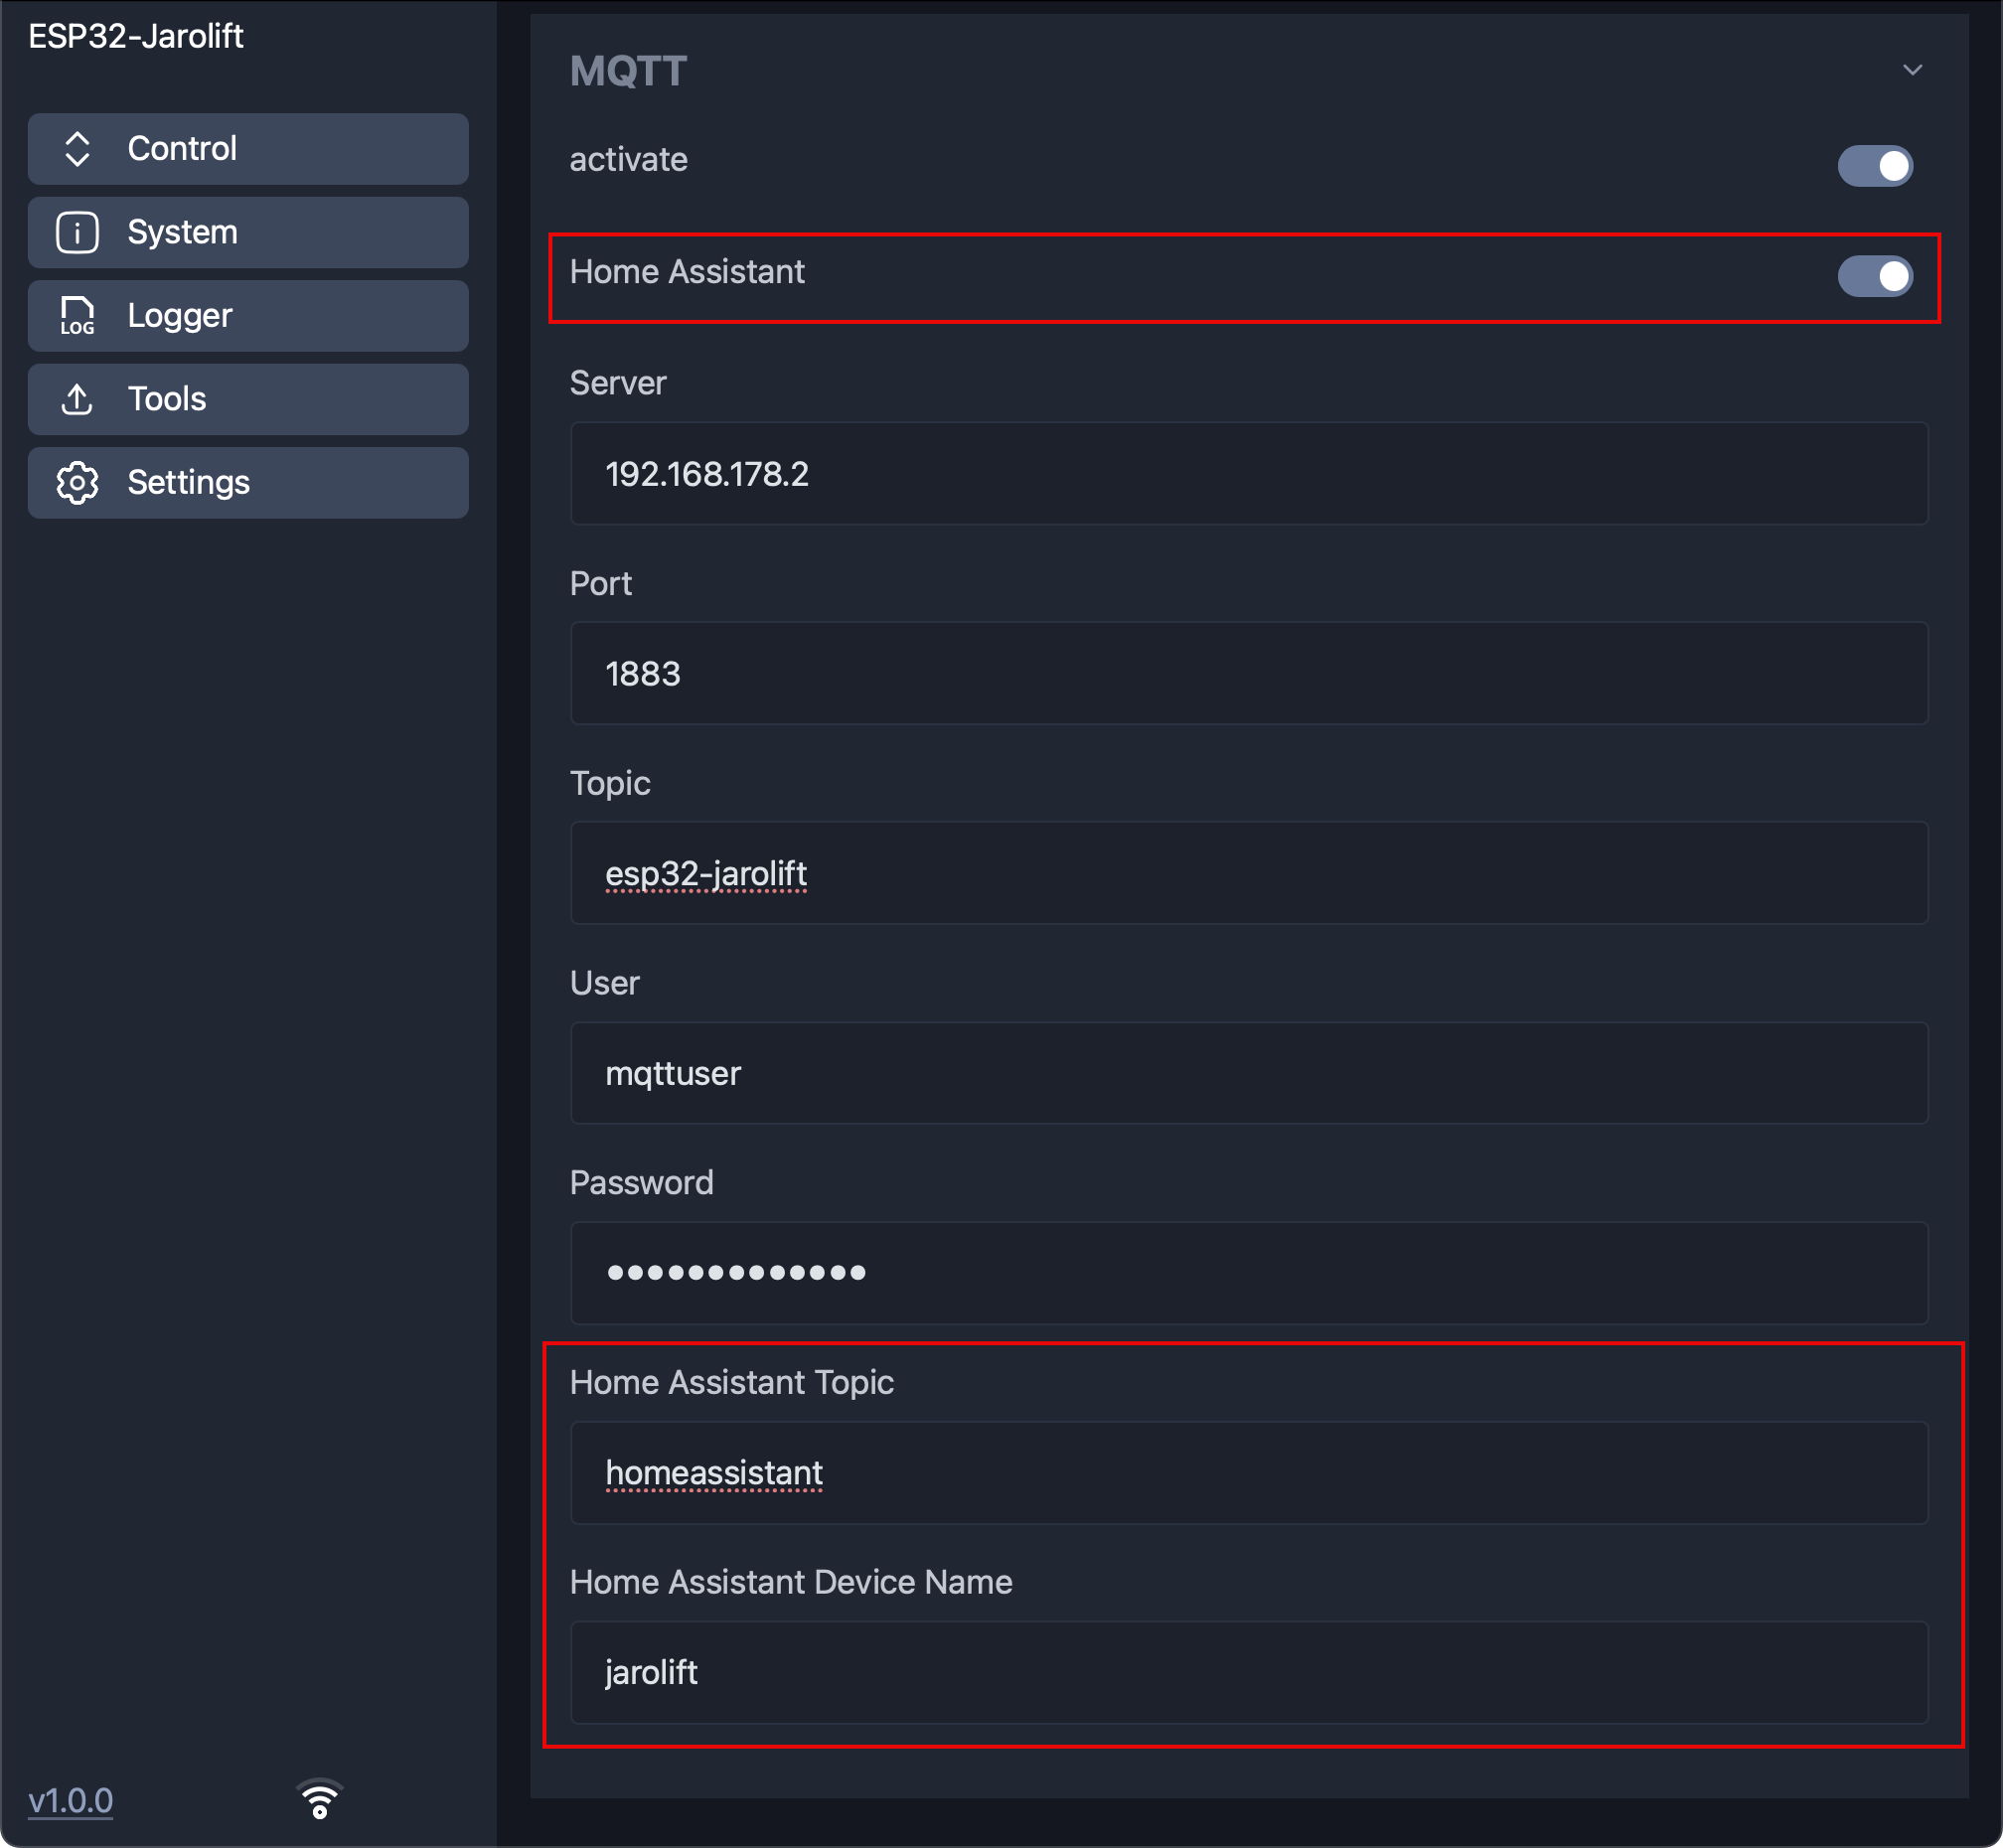 ESP32-Jarolift
Control
System
LOG
Logger
Tools
Settings
v1.0.0
MQTT
activate
Home Assistant
Server
192.168.178.2
Port
1883
Topic
esp32-jarolift
User
mqttuser
Password
•••••••••••••
Home Assistant Topic
homeassistant
Home Assistant Device Name
jarolift